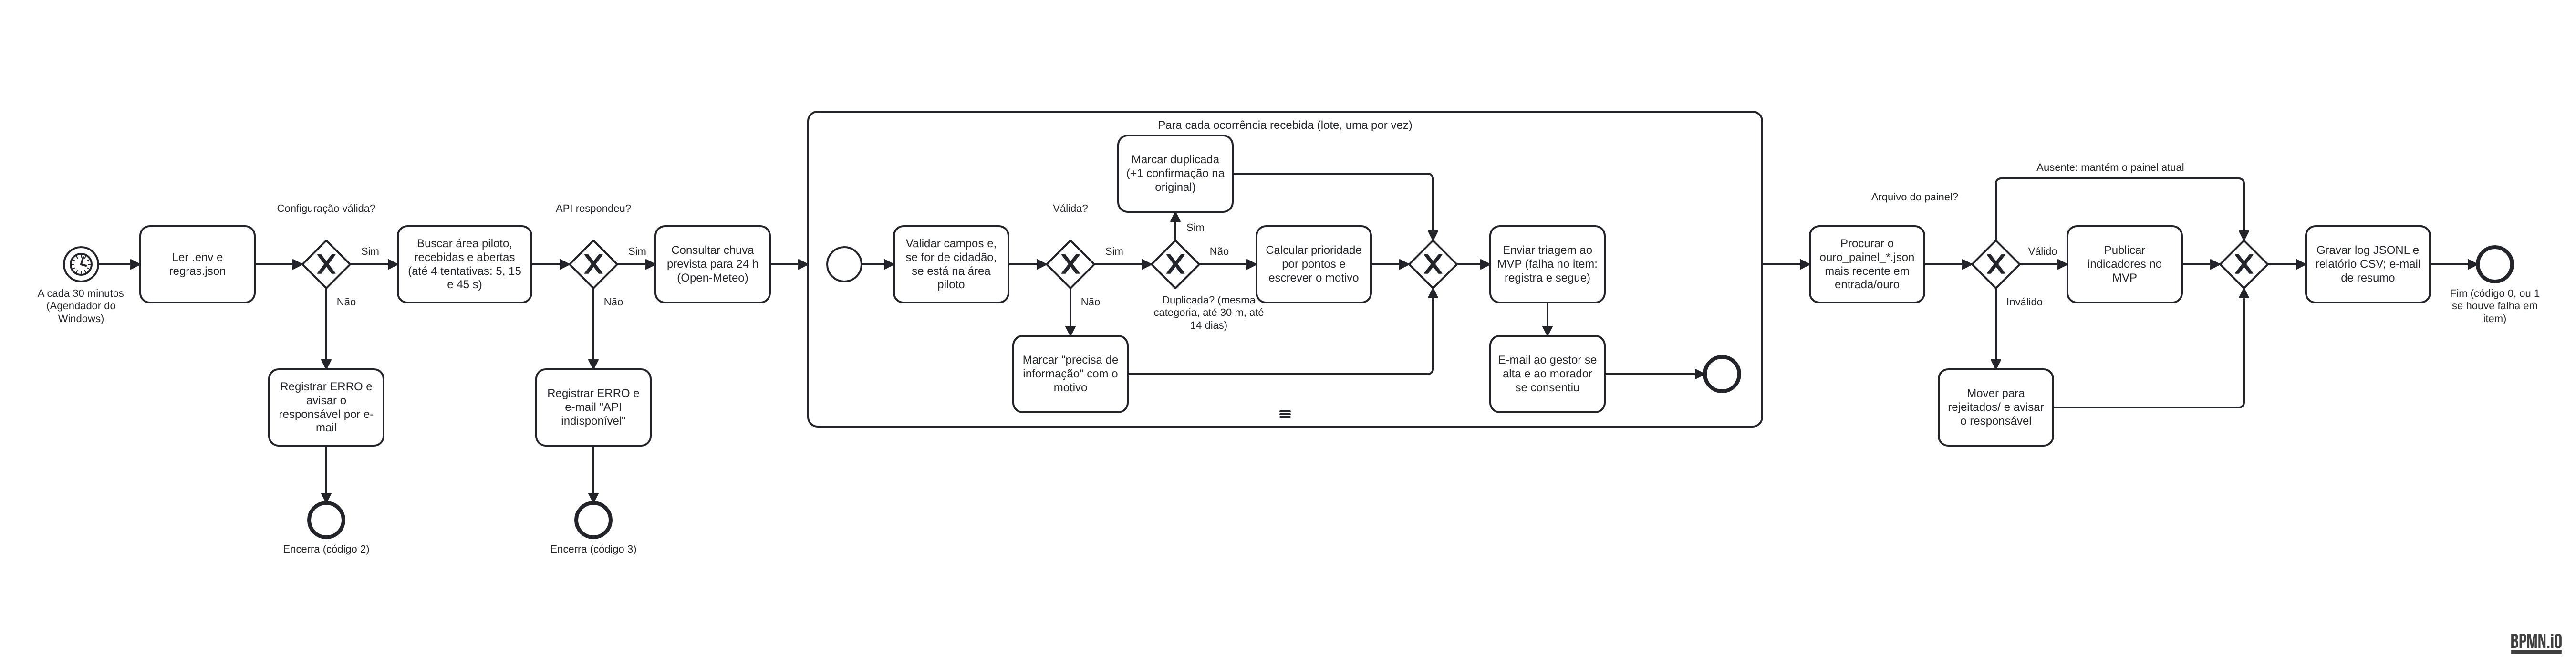 A cada 30 minutos
(Agendador do
Windows)
Ler .env e
regras.json
Configuração válida?
Sim
Não
Registrar ERRO e
avisar o
responsável por e-
mail
Encerra (código 2)
Buscar área piloto,
recebidas e abertas
(até 4 tentativas: 5, 15
e 45 s)
API respondeu?
Sim
Não
Registrar ERRO e
e-mail "API
indisponível"
Encerra (código 3)
Consultar chuva
prevista para 24 h
(Open-Meteo)
Para cada ocorrência recebida (lote, uma por vez)
Validar campos e,
se for de cidadão,
se está na área
piloto
Válida?
Sim
Não
Marcar "precisa de
informação" com o
motivo
Marcar duplicada
(+1 confirmação na
original)
Sim
Não
Duplicada? (mesma
categoria, até 30 m, até
14 dias)
Calcular prioridade
por pontos e
escrever o motivo
Enviar triagem ao
MVP (falha no item:
registra e segue)
E-mail ao gestor se
alta e ao morador
se consentiu
Procurar o
ouro_painel_*.json
mais recente em
entrada/ouro
Arquivo do painel?
Ausente: mantém o painel atual
Válido
Inválido
Publicar
indicadores no
MVP
Mover para
rejeitados/ e avisar
o responsável
Gravar log JSONL e
relatório CSV; e-mail
de resumo
Fim (código 0, ou 1
se houve falha em
item)
BPMN.iO